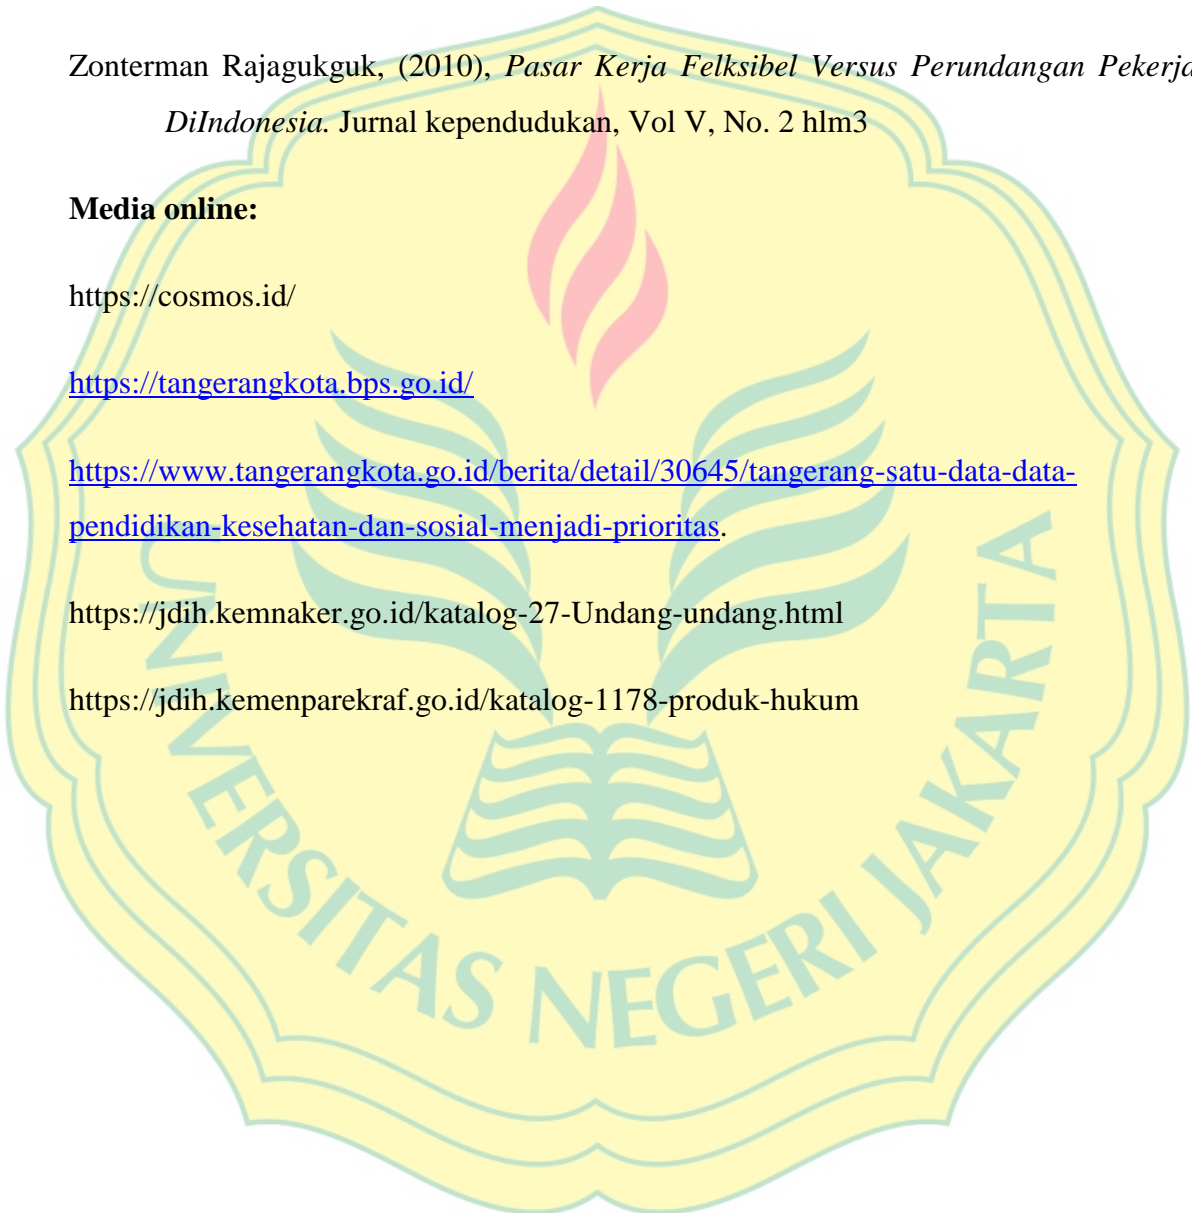 Zonterman Rajagukguk, (2010), Pasar Kerja Felksibel Versus Perundangan Pekerja
DiIndonesia. Jurnal kependudukan, Vol V, No. 2 hlm3
Media online:
https://cosmos.id/
https://tangerangkota.bps.go.id/
https://www.tangerangkota.go.id/berita/detail/30645/tangerang-satu-data-data-
pendidikan-kesehatan-dan-sosial-menjadi-prioritas.
https://jdih.kemnaker.go.id/katalog-27-Undang-undang.html
https://jdih.kemenparekraf.go.id/katalog-1178-produk-hukum
UNIVERSITAS NEGERI JAKARTA